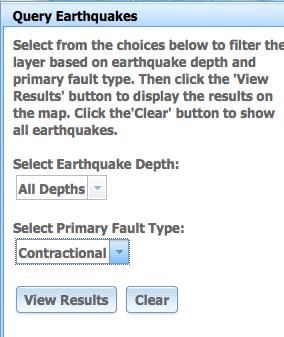 Query Earthquakes
Select from the choices below to filter the
layer based on earthquake depth and
primary fault type. Then click the 'View
Results' button to display the results on
the map. Click the'Clear' button to show
all earthquakes.
Select Earthquake Depth:
All Depths
Select Primary Fault Type:
Contractional
View Results Clear